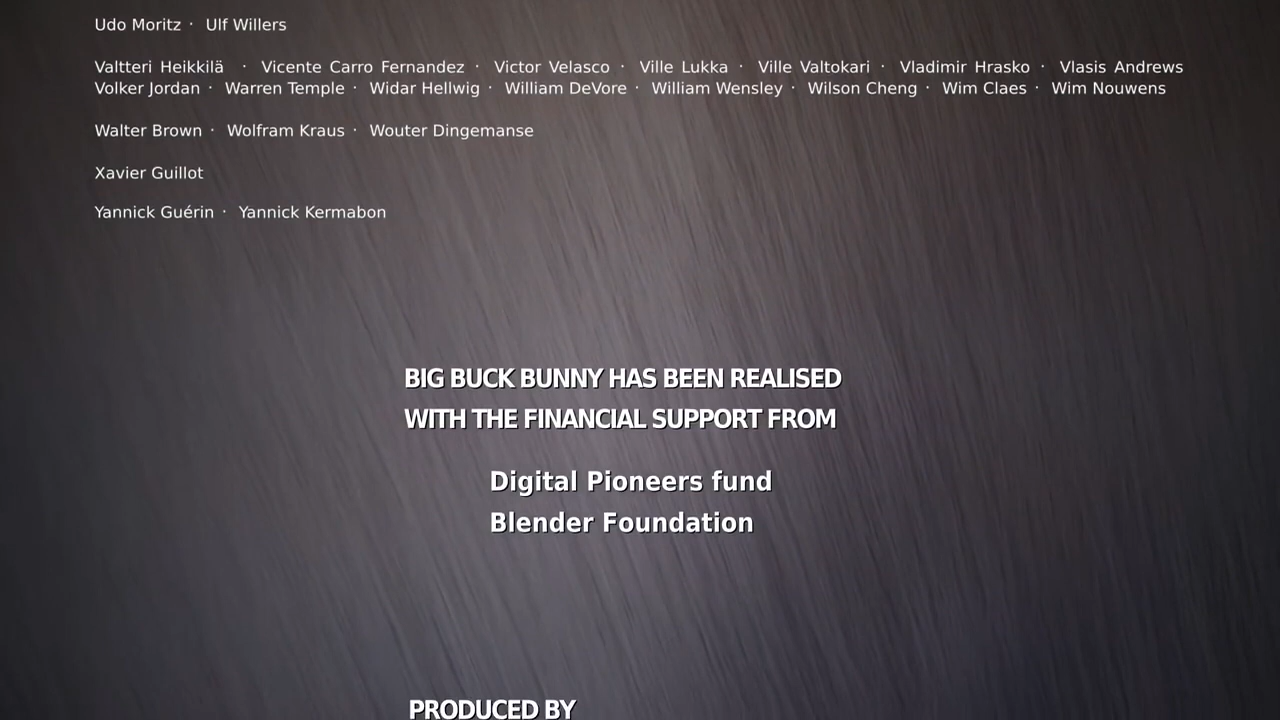 Udo Moritz · Ulf Willers
Valtteri Heikkilä · Vicente Carro Fernandez · Victor Velasco · Ville Lukka · Ville Valtokari · Vladimir Hrasko · Vlasis Andrews
Volker Jordan · Warren Temple · Widar Hellwig · William DeVore · William Wensley · Wilson Cheng · Wim Claes · Wim Nouwens
Walter Brown · Wolfram Kraus · Wouter Dingemanse
Xavier Guillot
Yannick Guérin · Yannick Kermabon
BIG BUCK BUNNY HAS BEEN REALISED
WITH THE FINANCIAL SUPPORT FROM
Digital Pioneers fund
Blender Foundation
PRODUCED BY